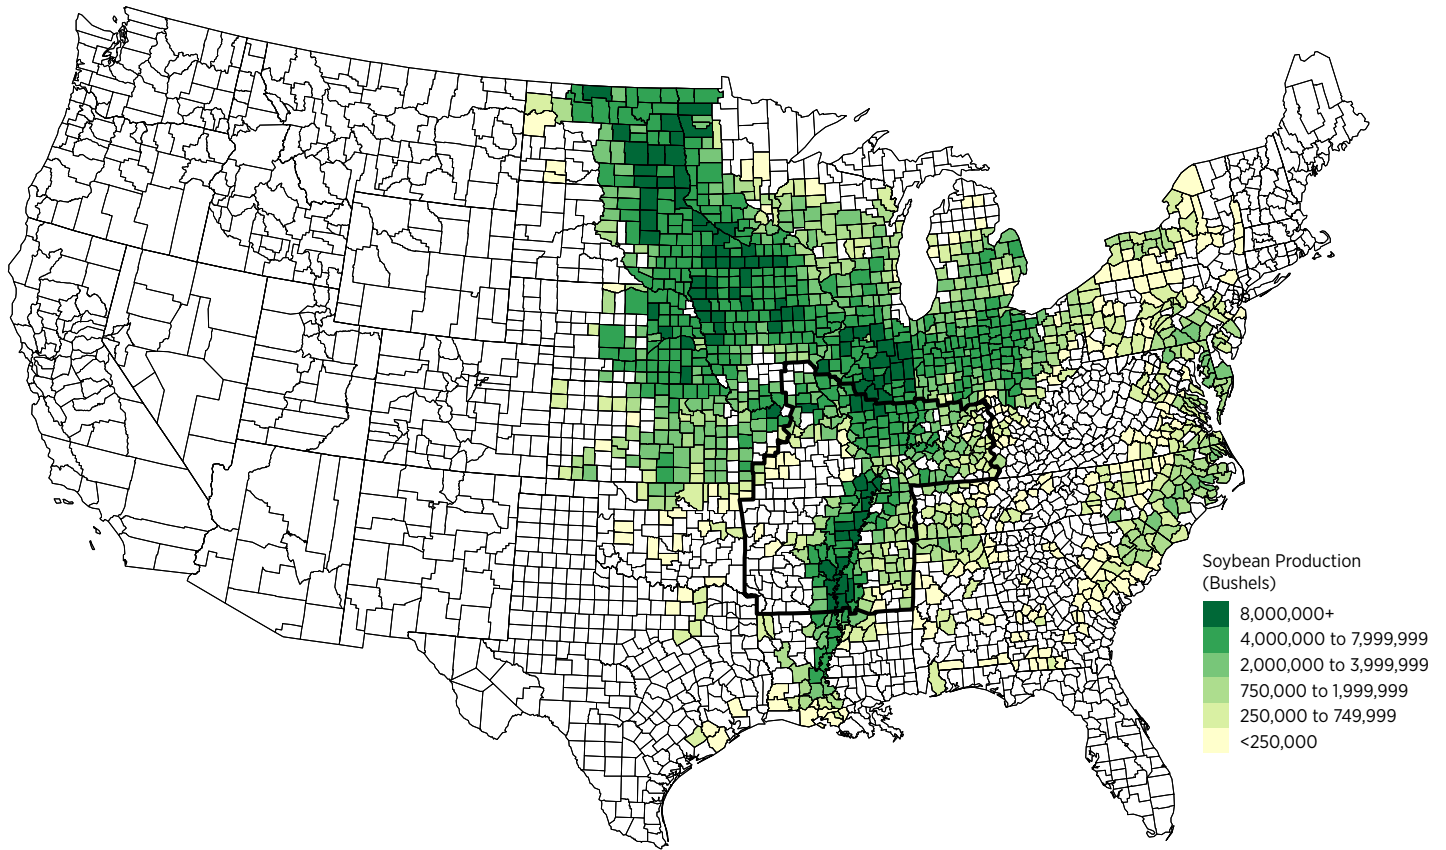 Soybean Production
(Bushels)
8,000,000+
4,000,000 to 7,999,999
2,000,000 to 3,999,999
750,000 to 1,999,999
250,000 to 749,999
<250,000